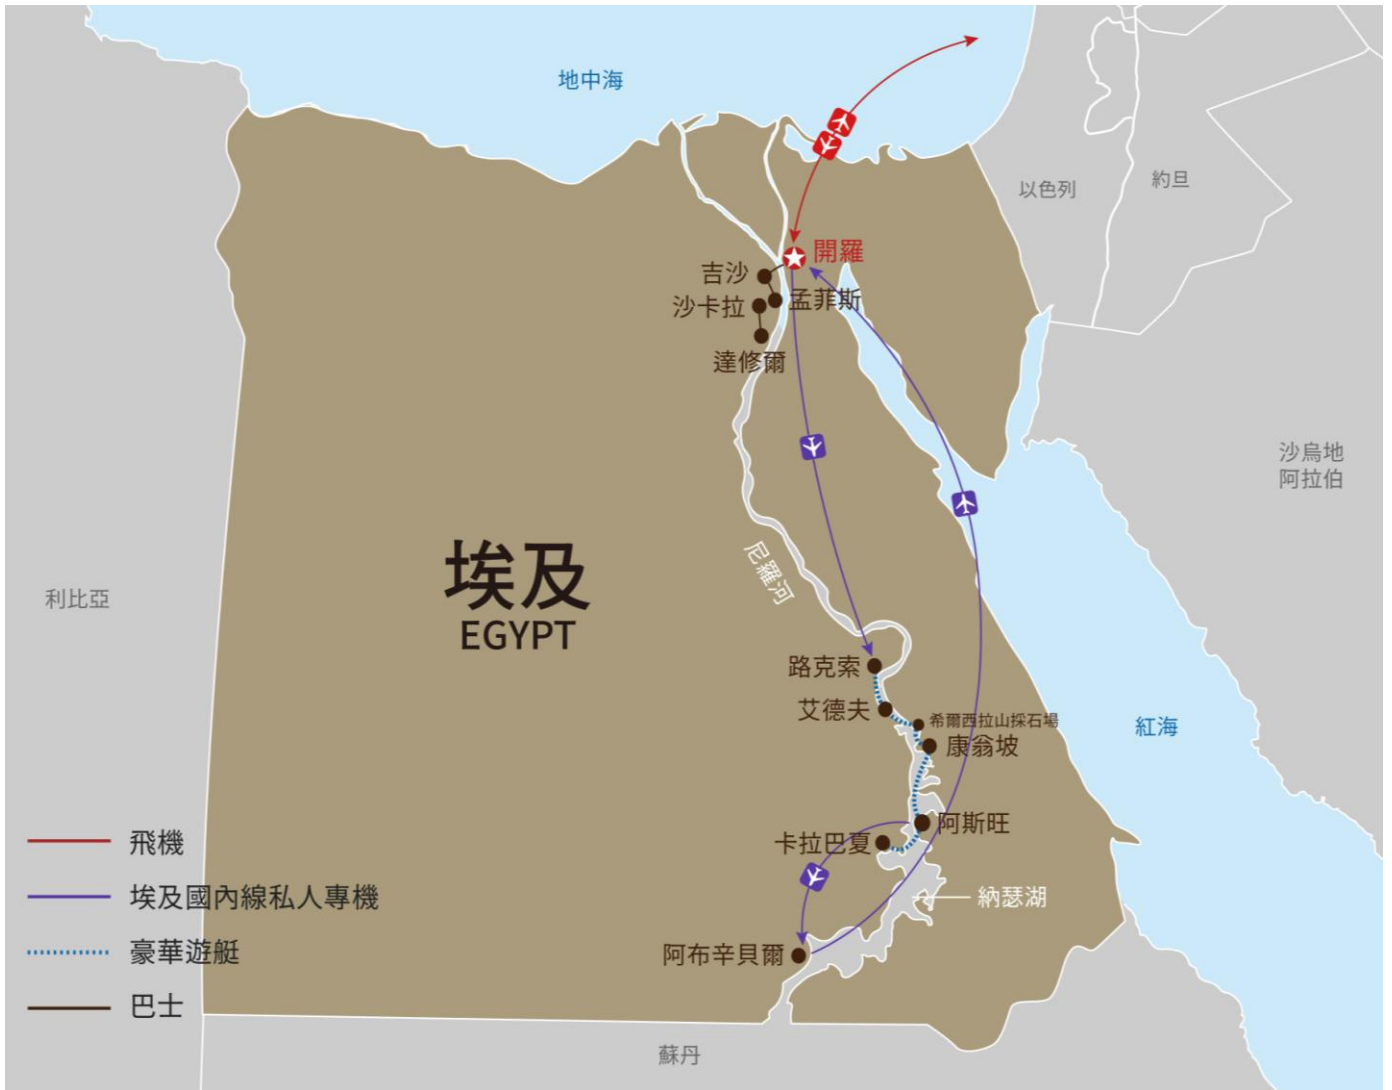 地中海
以色列
約旦
開羅
吉沙
孟菲斯
沙卡拉
達修爾
沙烏地
阿拉伯
埃及
EGYPT
尼羅河
利比亞
路克索
艾德夫
希爾西拉山採石場
康翁坡
紅海
阿斯旺
卡拉巴夏
納瑟湖
阿布辛貝爾
飛機
埃及國內線私人專機
豪華遊艇
巴士
蘇丹